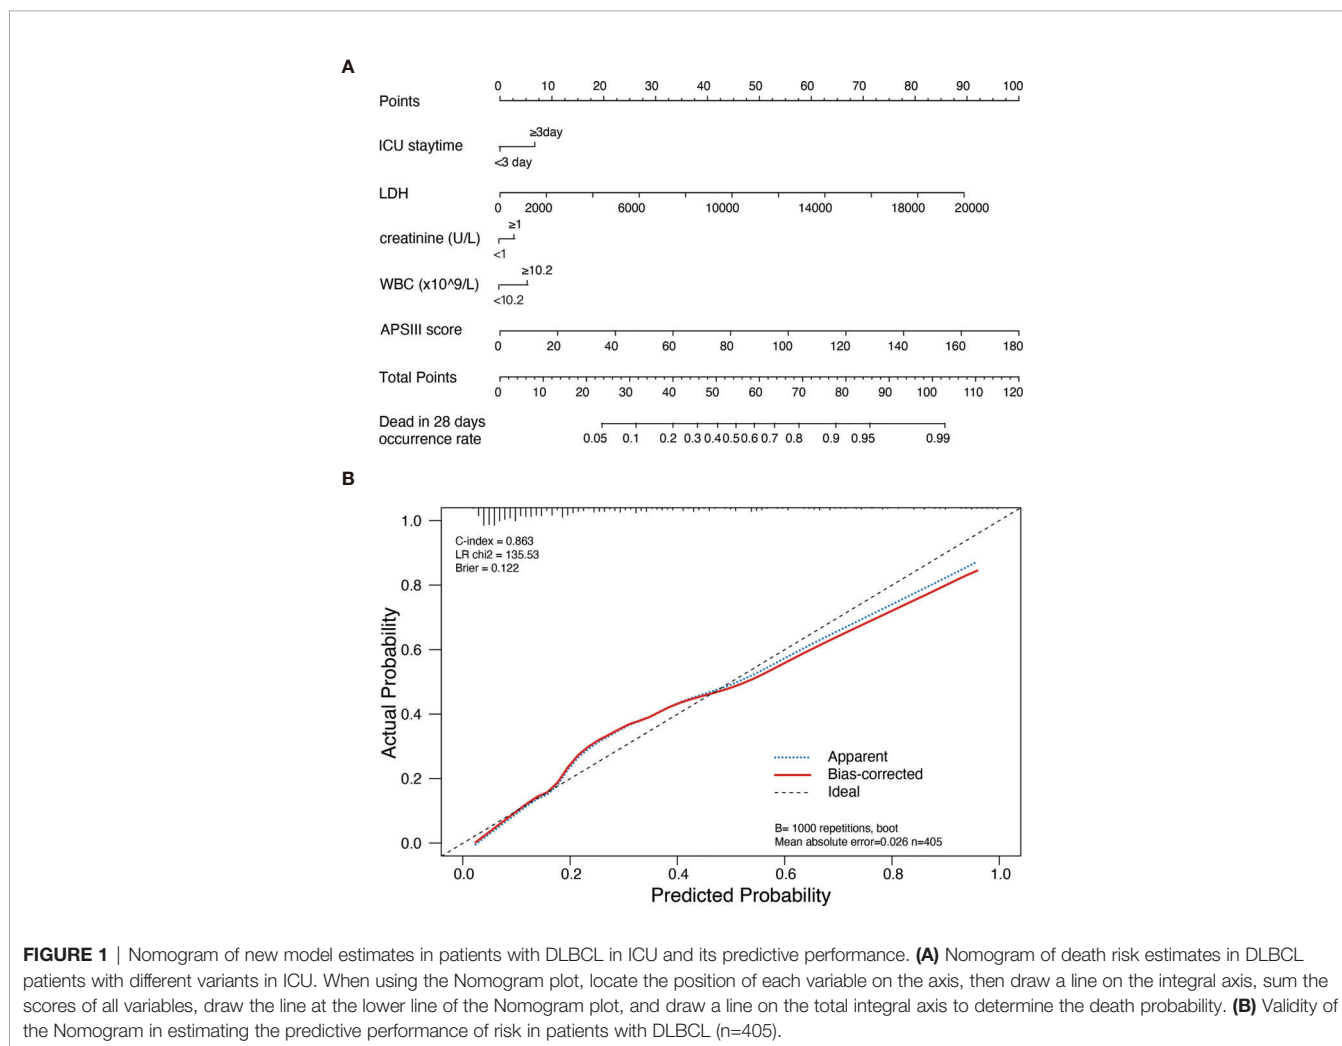 A
0 10 20 30 40 50 60 70 80 90 100
Points
≥3day
ICU staytime
<3 day
LDH
0 2000 6000 10000 14000 18000 20000
≥1
creatinine (U/L)
<1
≥10.2
WBC (x10^9/L)
<10.2
APSIII score
0 20 40 60 80 100 120 140 160 180
Total Points
0 10 20 30 40 50 60 70 80 90 100 110 120
Dead in 28 days
occurrence rate
0.05 0.1 0.2 0.3 0.4 0.5 0.6 0.7 0.8 0.9 0.95 0.99
B
1.0
0.8
0.6
0.4
0.2
0.0
Actual Probability
C-index = 0.863
LR chi2 = 135.53
Brier = 0.122
Apparent
Bias-corrected
Ideal
B= 1000 repetitions, boot
Mean absolute error=0.026 n=405
0.0 0.2 0.4 0.6 0.8 1.0
Predicted Probability
FIGURE 1 | Nomogram of new model estimates in patients with DLBCL in ICU and its predictive performance. (A) Nomogram of death risk estimates in DLBCL
patients with different variants in ICU. When using the Nomogram plot, locate the position of each variable on the axis, then draw a line on the integral axis, sum the
scores of all variables, draw the line at the lower line of the Nomogram plot, and draw a line on the total integral axis to determine the death probability. (B) Validity of
the Nomogram in estimating the predictive performance of risk in patients with DLBCL (n=405).